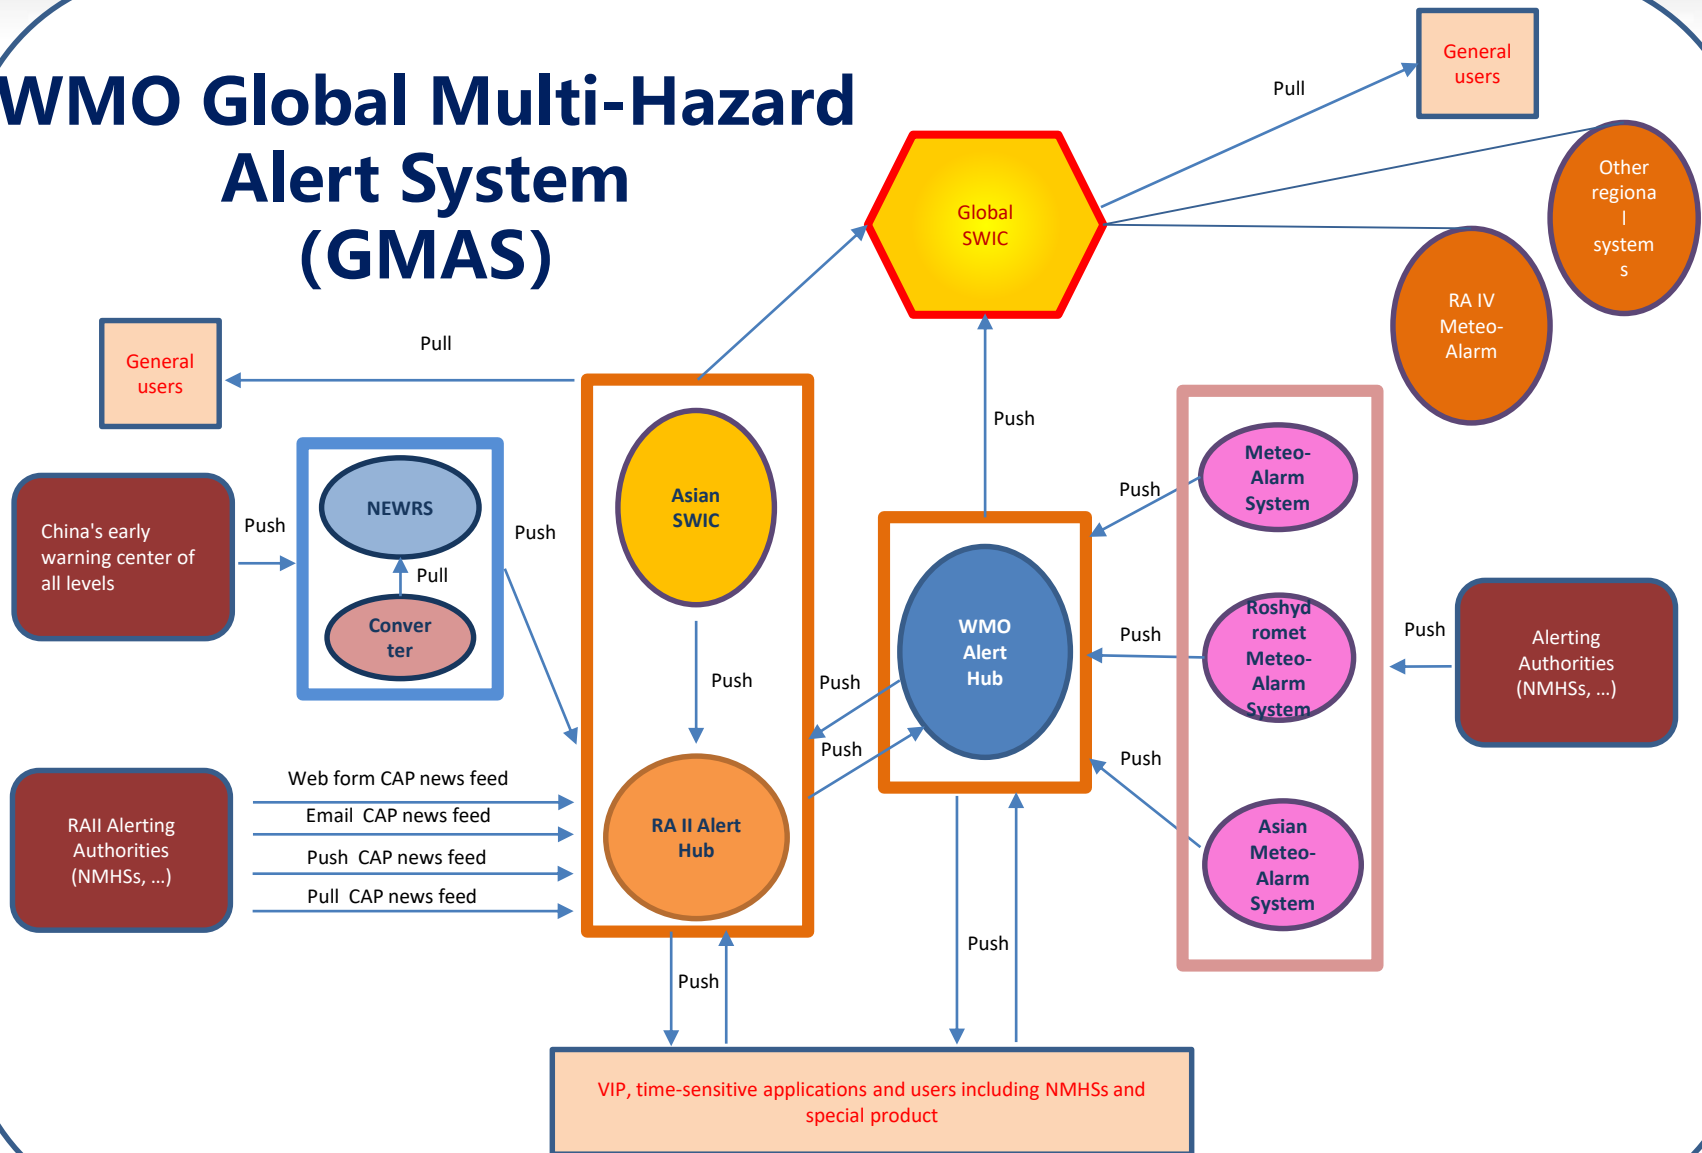 WMO Global Multi-Hazard
Alert System
(GMAS)
General
users
Pull
Global
SWIC
Other
regiona
l
system
s
RA IV
Meteo-
Alarm
General
users
Pull
Push
China's early
warning center of
all levels
Push
NEWRS
Pull
Conver
ter
Push
Asian
SWIC
Push
RA II Alert
Hub
Push
Push
WMO
Alert
Hub
Push
Push
Push
Meteo-
Alarm
System
Roshyd
romet
Meteo-
Alarm
System
Asian
Meteo-
Alarm
System
Push
Alerting
Authorities
(NMHSs, ...)
RAII Alerting
Authorities
(NMHSs, ...)
Web form CAP news feed
Email  CAP news feed
Push  CAP news feed
Pull  CAP news feed
Push
Push
VIP, time-sensitive applications and users including NMHSs and
special product